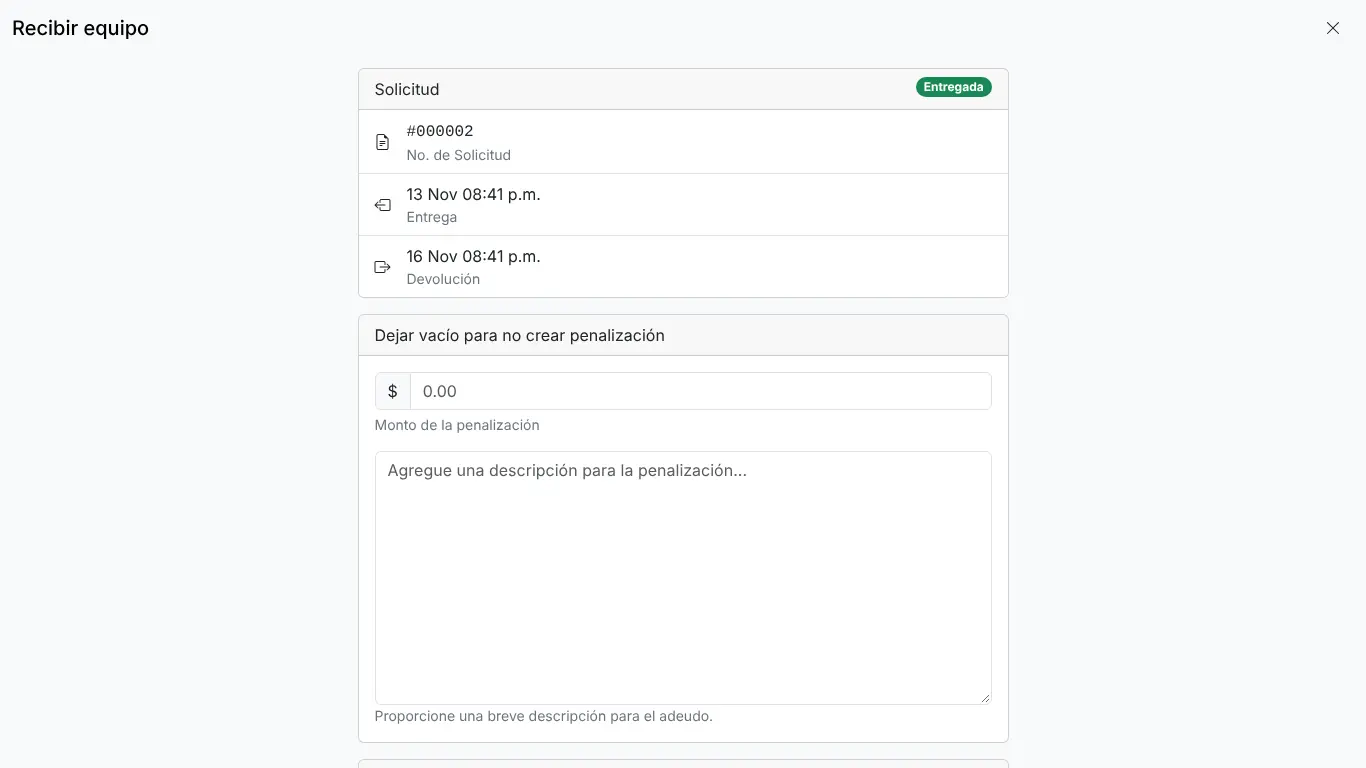 Recibir equipo
Solicitud
Entregada
#000002
No. de Solicitud
13 Nov 08:41 p.m.
Entrega
16 Nov 08:41 p.m.
Devolución
Dejar vacío para no crear penalización
$ 0.00
Monto de la penalización
Agregue una descripción para la penalización...
Proporcione una breve descripción para el adeudo.